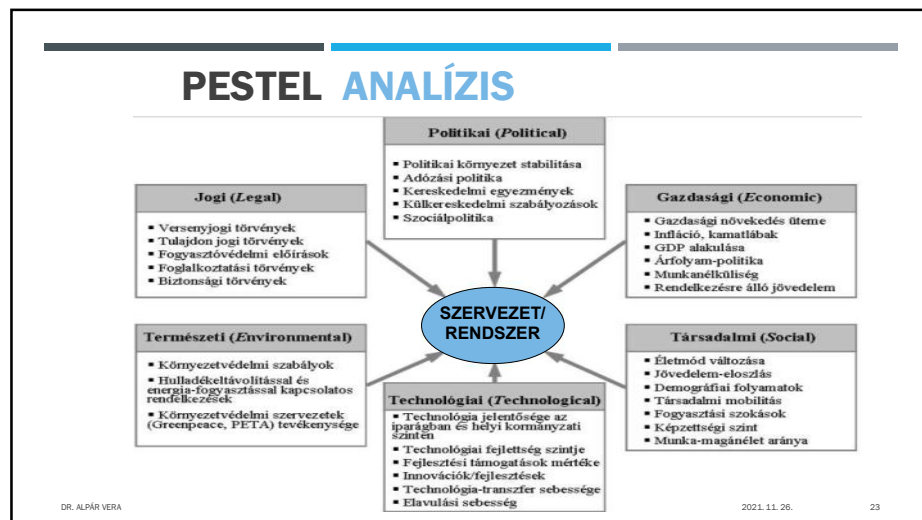 PESTEL ANALÍZIS
Politikai (Political)
▪ Politikai környezet stabilitása
▪ Adózási politika
▪ Kereskedelmi egyezmények
▪ Külkereskedelmi szabályozások
▪ Szociálpolitika
Jogi (Legal)
▪ Versenyjogi törvények
▪ Tulajdon jogi törvények
▪ Fogyasztóvédelmi előírások
▪ Foglalkoztatási törvények
▪ Biztonsági törvények
Gazdasági (Economic)
▪ Gazdasági növekedés üteme
▪ Infláció, kamatlábak
▪ GDP alakulása
▪ Árfolyam-politika
▪ Munkanélküliség
▪ Rendelkezésre álló jövedelem
SZERVEZET/
RENDSZER
Természeti (Environmental)
▪ Környezetvédelmi szabályok
▪ Hulladékeltávolítással és
energia-fogyasztással kapcsolatos
rendelkezések
▪ Környezetvédelmi szervezetek
(Greenpeace, PETA) tevékenysége
Technológiai (Technological)
▪ Technológia jelentősége az
iparágban és helyi kormányzati
szinten
▪ Technológiai fejlettség szintje
▪ Fejlesztési támogatások mértéke
▪ Innovációk/fejlesztések
▪ Technológia-transzfer sebessége
▪ Elavulási sebesség
Társadalmi (Social)
▪ Életmód változása
▪ Jövedelem-eloszlás
▪ Demográfiai folyamatok
▪ Társadalmi mobilitás
▪ Fogyasztási szokások
▪ Képzettségi szint
▪ Munka-magánélet aránya
DR. ALPÁR VERA
2021. 11. 26.
23